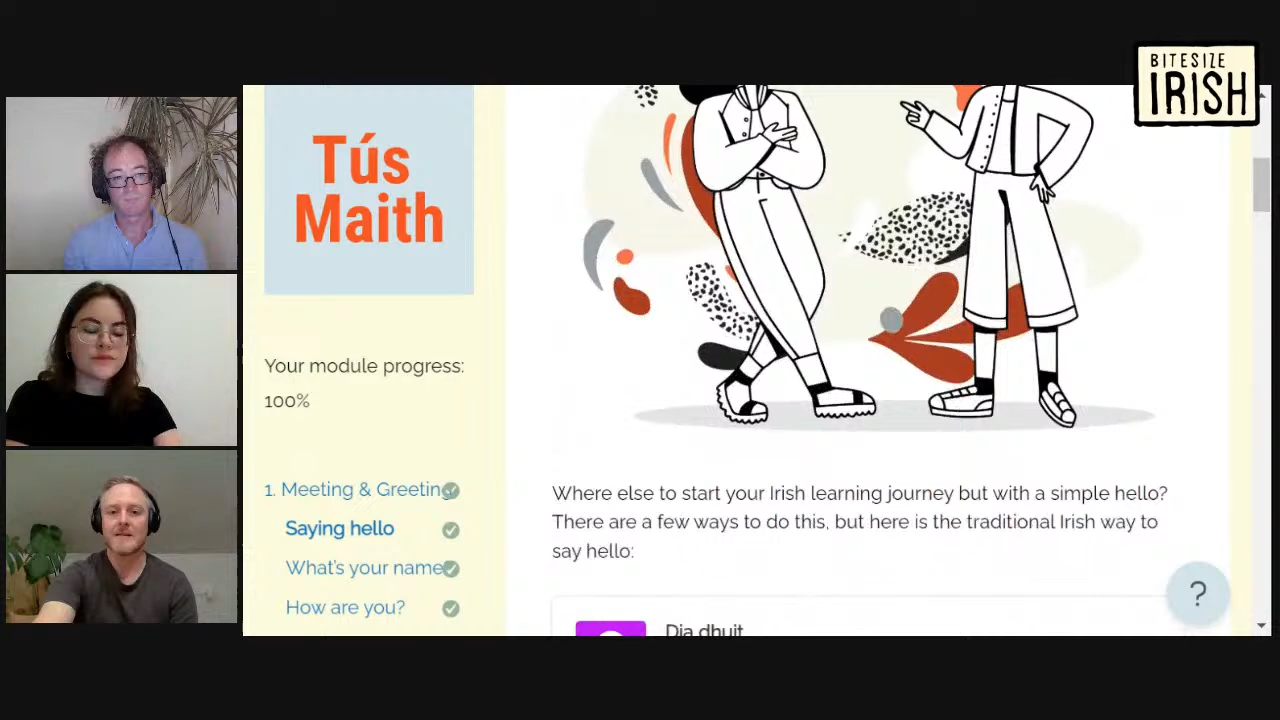 BITESIZE
IRISH
Tús
Maith
Your module progress:
100%
1. Meeting & Greeting
Saying hello
What's your name
How are you?
Where else to start your Irish learning journey but with a simple hello?
There are a few ways to do this, but here is the traditional Irish way to
say hello:
Dia dhuit
?